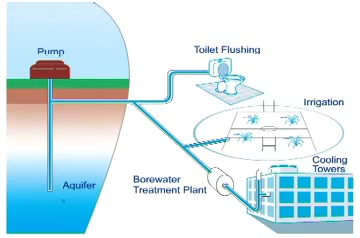 Pump
Toilet Flushing
Irrigation
Cooling
Towers
Aquifer
Borewater
Treatment Plant